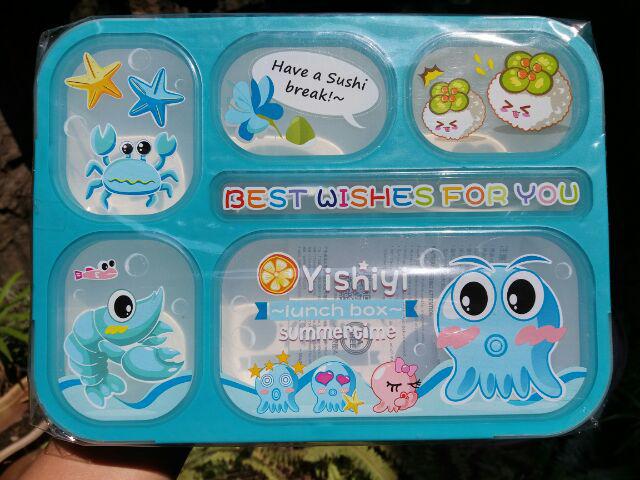 Have a Sushi
break!~
BEST WISHES FOR YOU
Yishiyi
~lunch box~
summertime